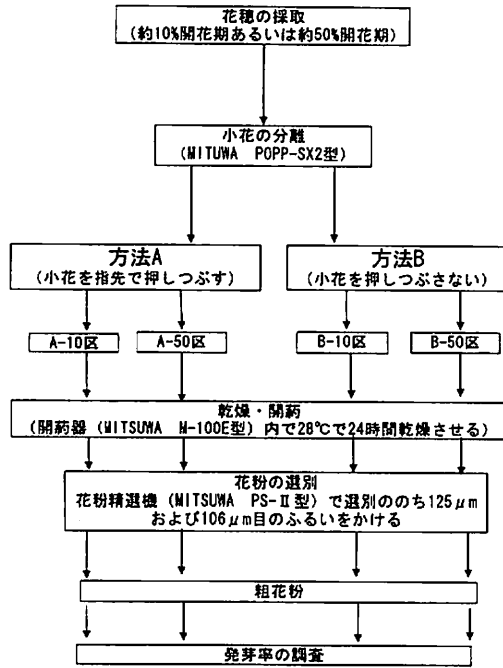 花穂の採取
(約10%開花期あるいは約50%開花期)
小花の分離
(MITUWA POPP-SX2型)
方法A
(小花を指先で押しつぶす)
方法B
(小花を押しつぶさない)
A-10区
A-50区
B-10区
B-50区
乾燥・開葯
(開葯器 (MITSUWA M-100E型) 内で28℃で24時間乾燥させる)
花粉の選別
花粉精選機 (MITSUWA PS-Ⅱ型) で選別ののち125μm
および106μm目のふるいをかける
粗花粉
発芽率の調査